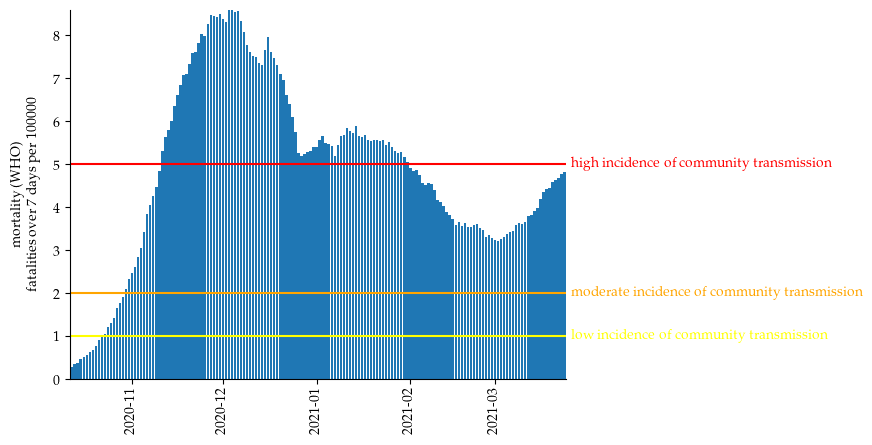 8
7
6
5
4
3
2
1
0
mortality (WHO)
fatalities over 7 days per 100000
high incidence of community transmission
moderate incidence of community transmission
low incidence of community transmission
2020-11
2020-12
2021-01
2021-02
2021-03